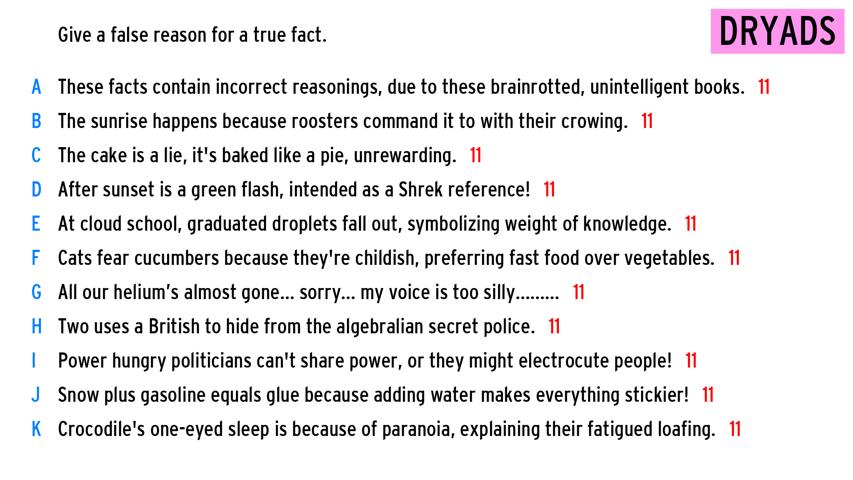 Give a false reason for a true fact.
DRYADS
A These facts contain incorrect reasonings, due to these brainrotted, unintelligent books. 11
B The sunrise happens because roosters command it to with their crowing. 11
C The cake is a lie, it's baked like a pie, unrewarding. 11
D After sunset is a green flash, intended as a Shrek reference! 11
E At cloud school, graduated droplets fall out, symbolizing weight of knowledge. 11
F Cats fear cucumbers because they're childish, preferring fast food over vegetables. 11
G All our helium’s almost gone... sorry... my voice is too silly......... 11
H Two uses a British to hide from the algebralian secret police. 11
I Power hungry politicians can't share power, or they might electrocute people! 11
J Snow plus gasoline equals glue because adding water makes everything stickier! 11
K Crocodile's one-eyed sleep is because of paranoia, explaining their fatigued loafing. 11